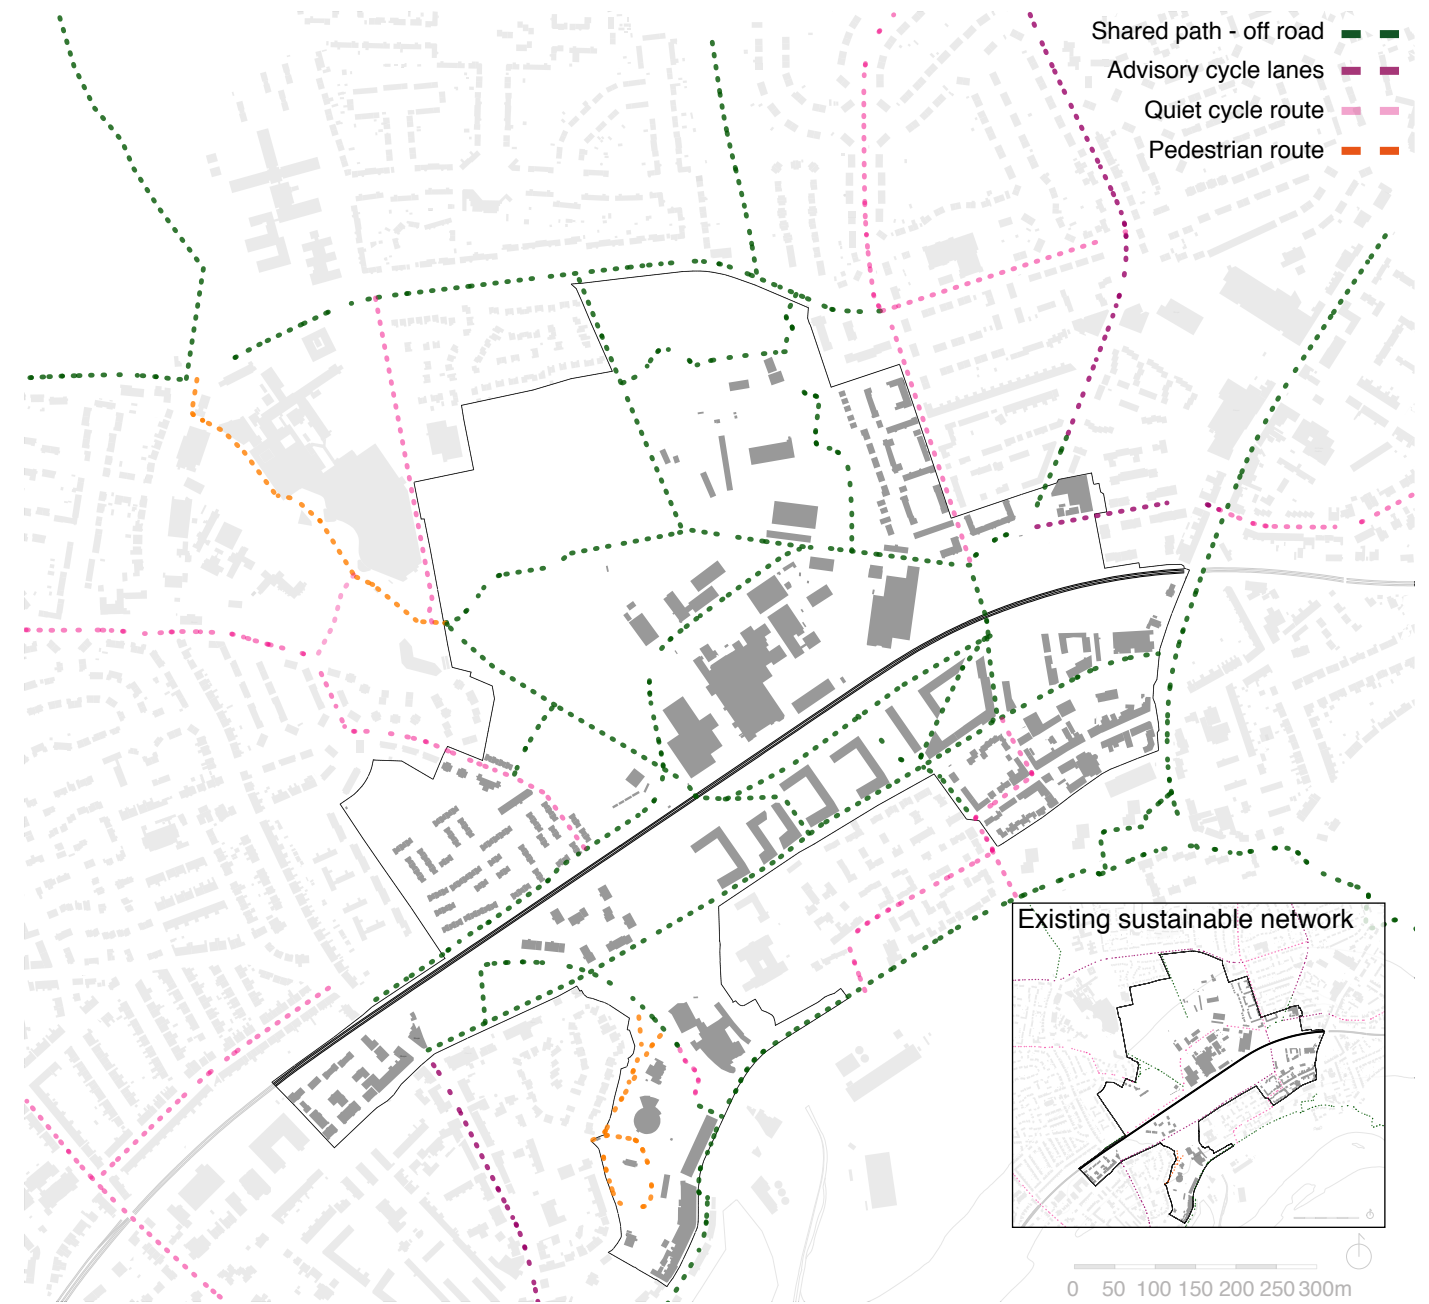 Shared path - off road
Advisory cycle lanes
Quiet cycle route
Pedestrian route
Existing sustainable network
0 50 100 150 200 250 300m